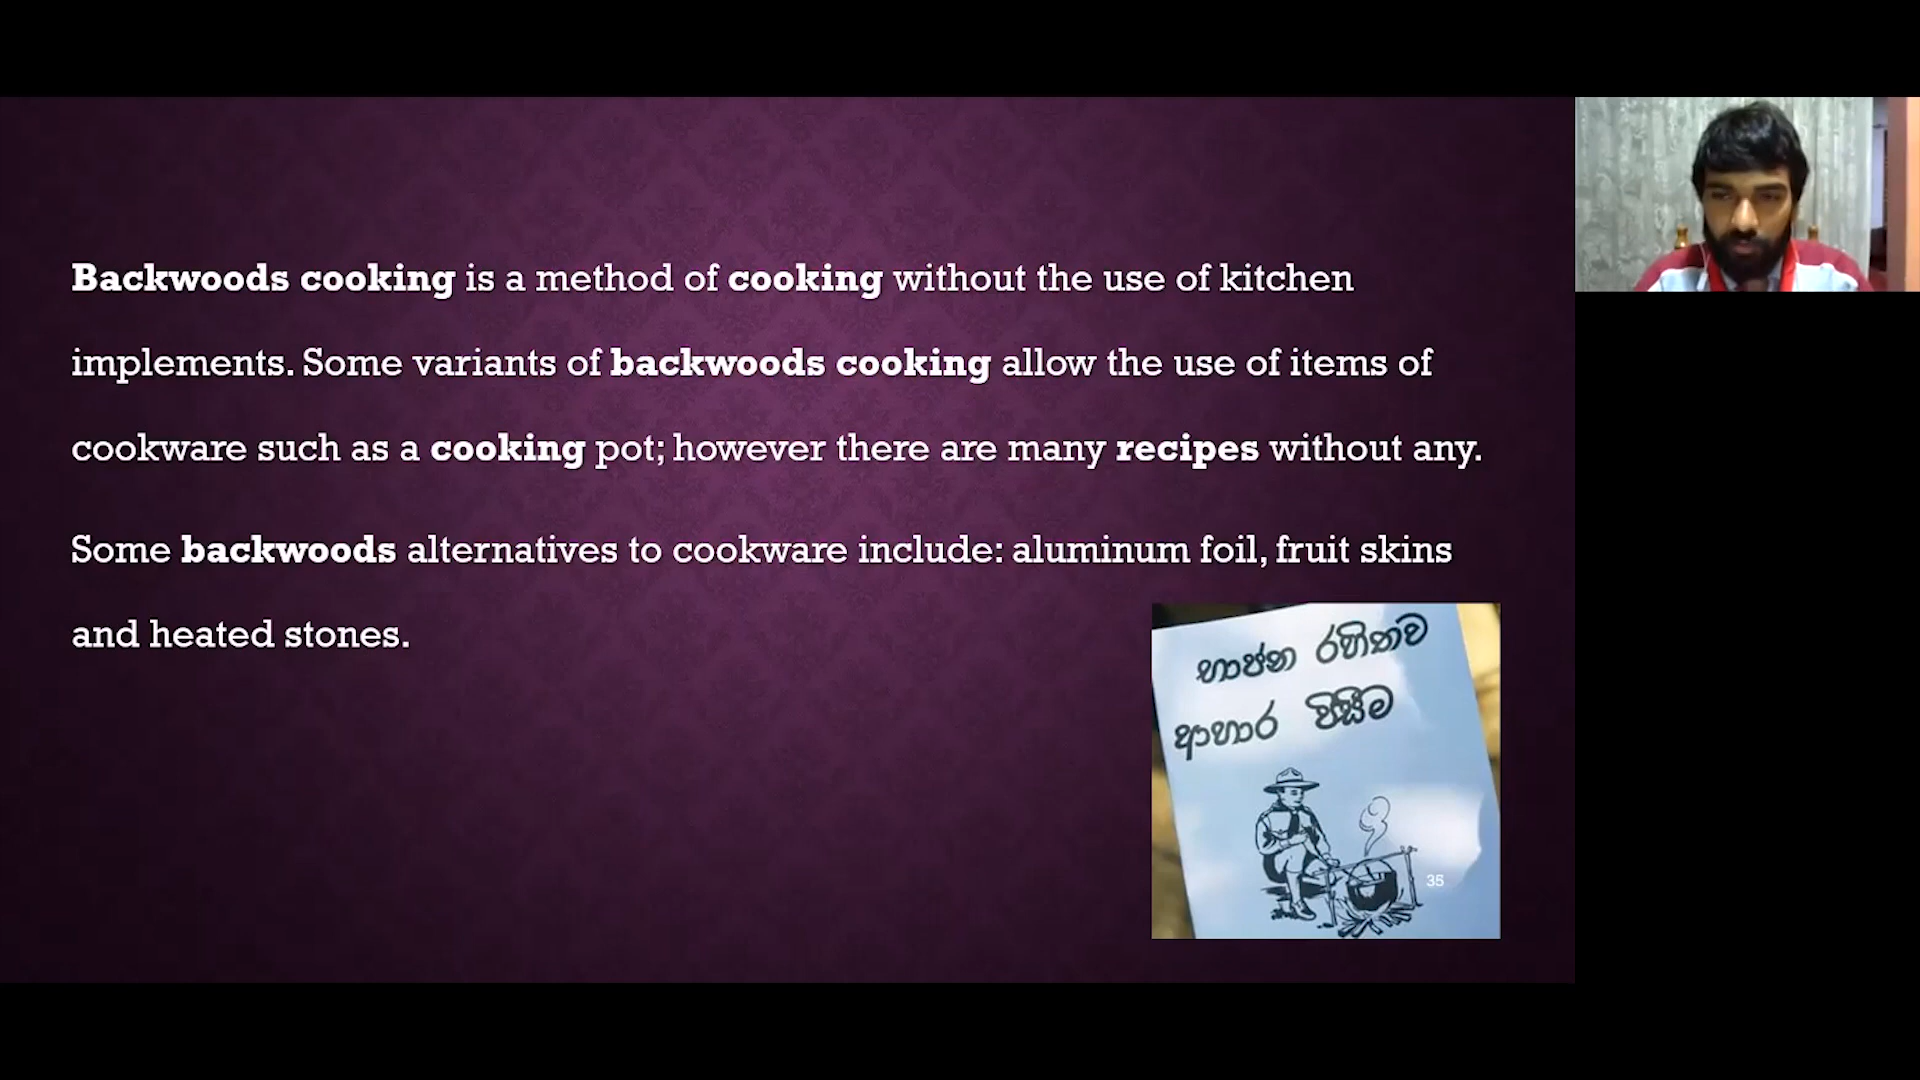 Backwoods cooking is a method of cooking without the use of kitchen
implements. Some variants of backwoods cooking allow the use of items of
cookware such as a cooking pot; however there are many recipes without any.
Some backwoods alternatives to cookware include: aluminum foil, fruit skins
and heated stones.
භාජන රහිතව
ආහාර පිසීම
35